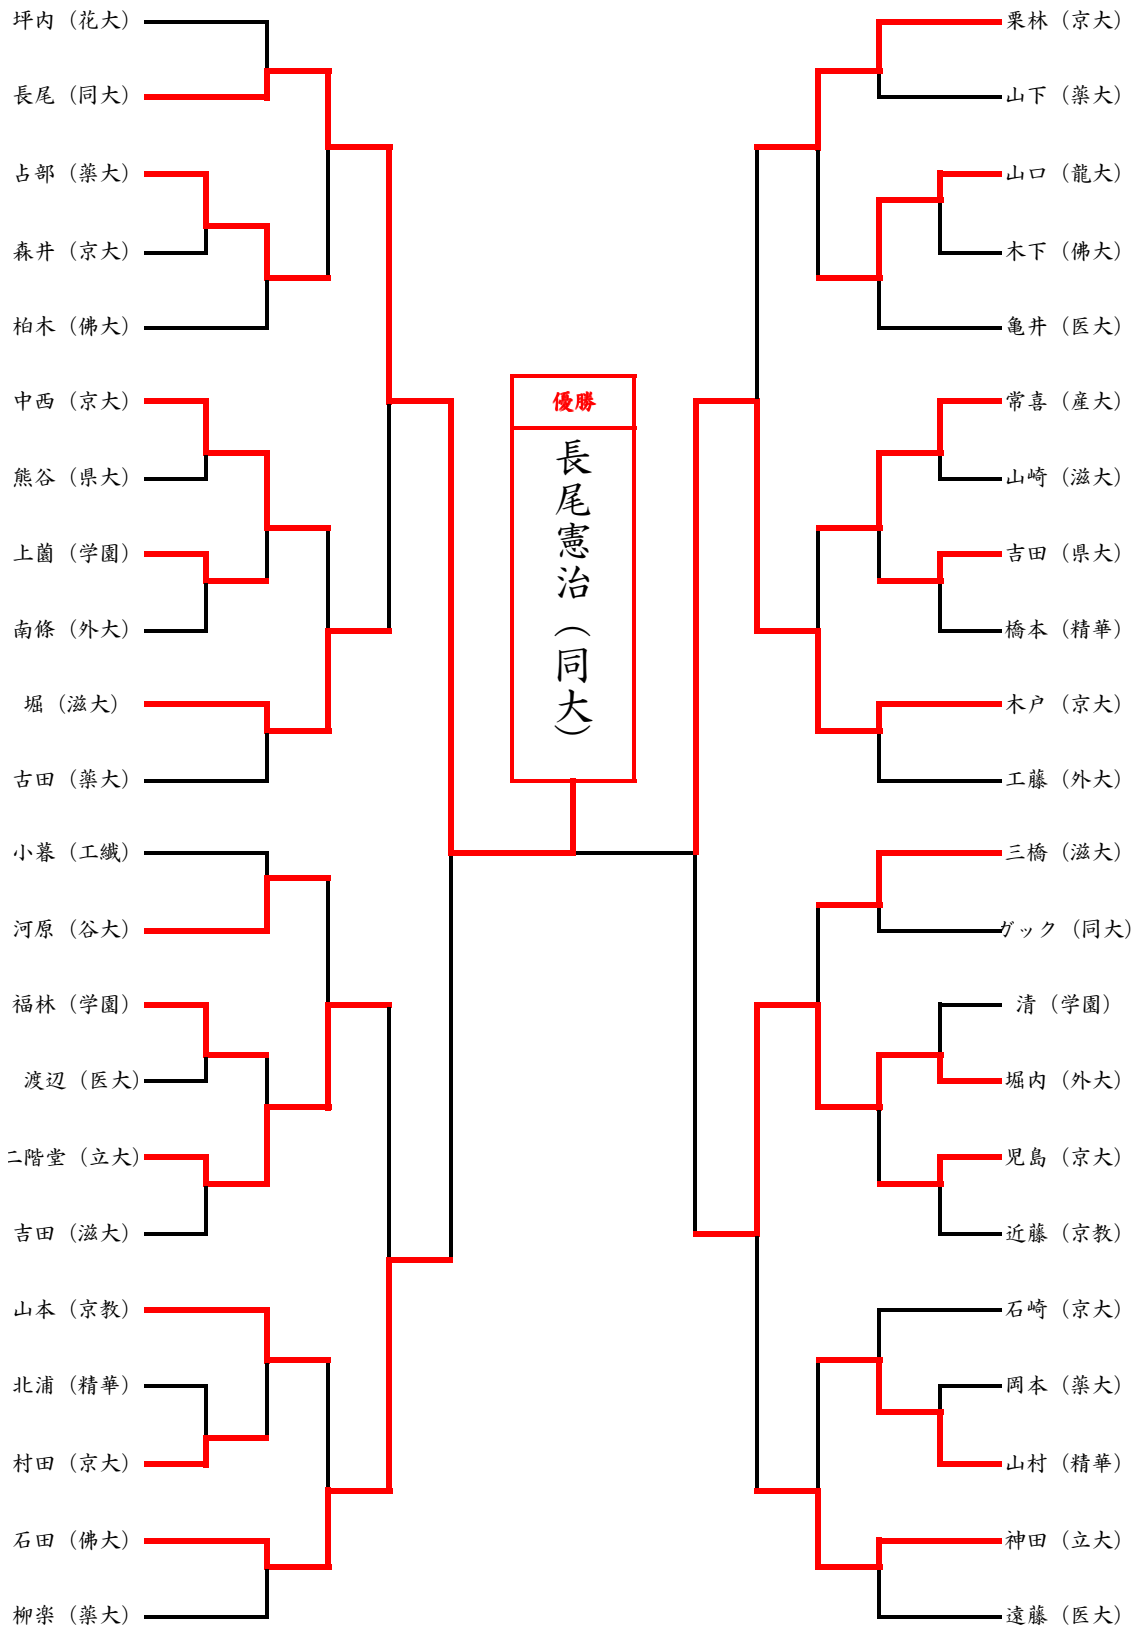 坪内（花大）
長尾（同大）
占部（薬大）
森井（京大）
柏木（佛大）
中西（京大）
熊谷（県大）
上薗（学園）
南條（外大）
堀（滋大）
古田（薬大）
小暮（工繊）
河原（谷大）
福林（学園）
渡辺（医大）
二階堂（立大）
吉田（滋大）
山本（京教）
北浦（精華）
村田（京大）
石田（佛大）
柳楽（薬大）
優勝
長尾憲治（同大）
栗林（京大）
山下（薬大）
山口（龍大）
木下（佛大）
亀井（医大）
常喜（産大）
山崎（滋大）
吉田（県大）
橋本（精華）
木戸（京大）
工藤（外大）
三橋（滋大）
ガック（同大）
清（学園）
堀内（外大）
児島（京大）
近藤（京教）
石崎（京大）
岡本（薬大）
山村（精華）
神田（立大）
遠藤（医大）